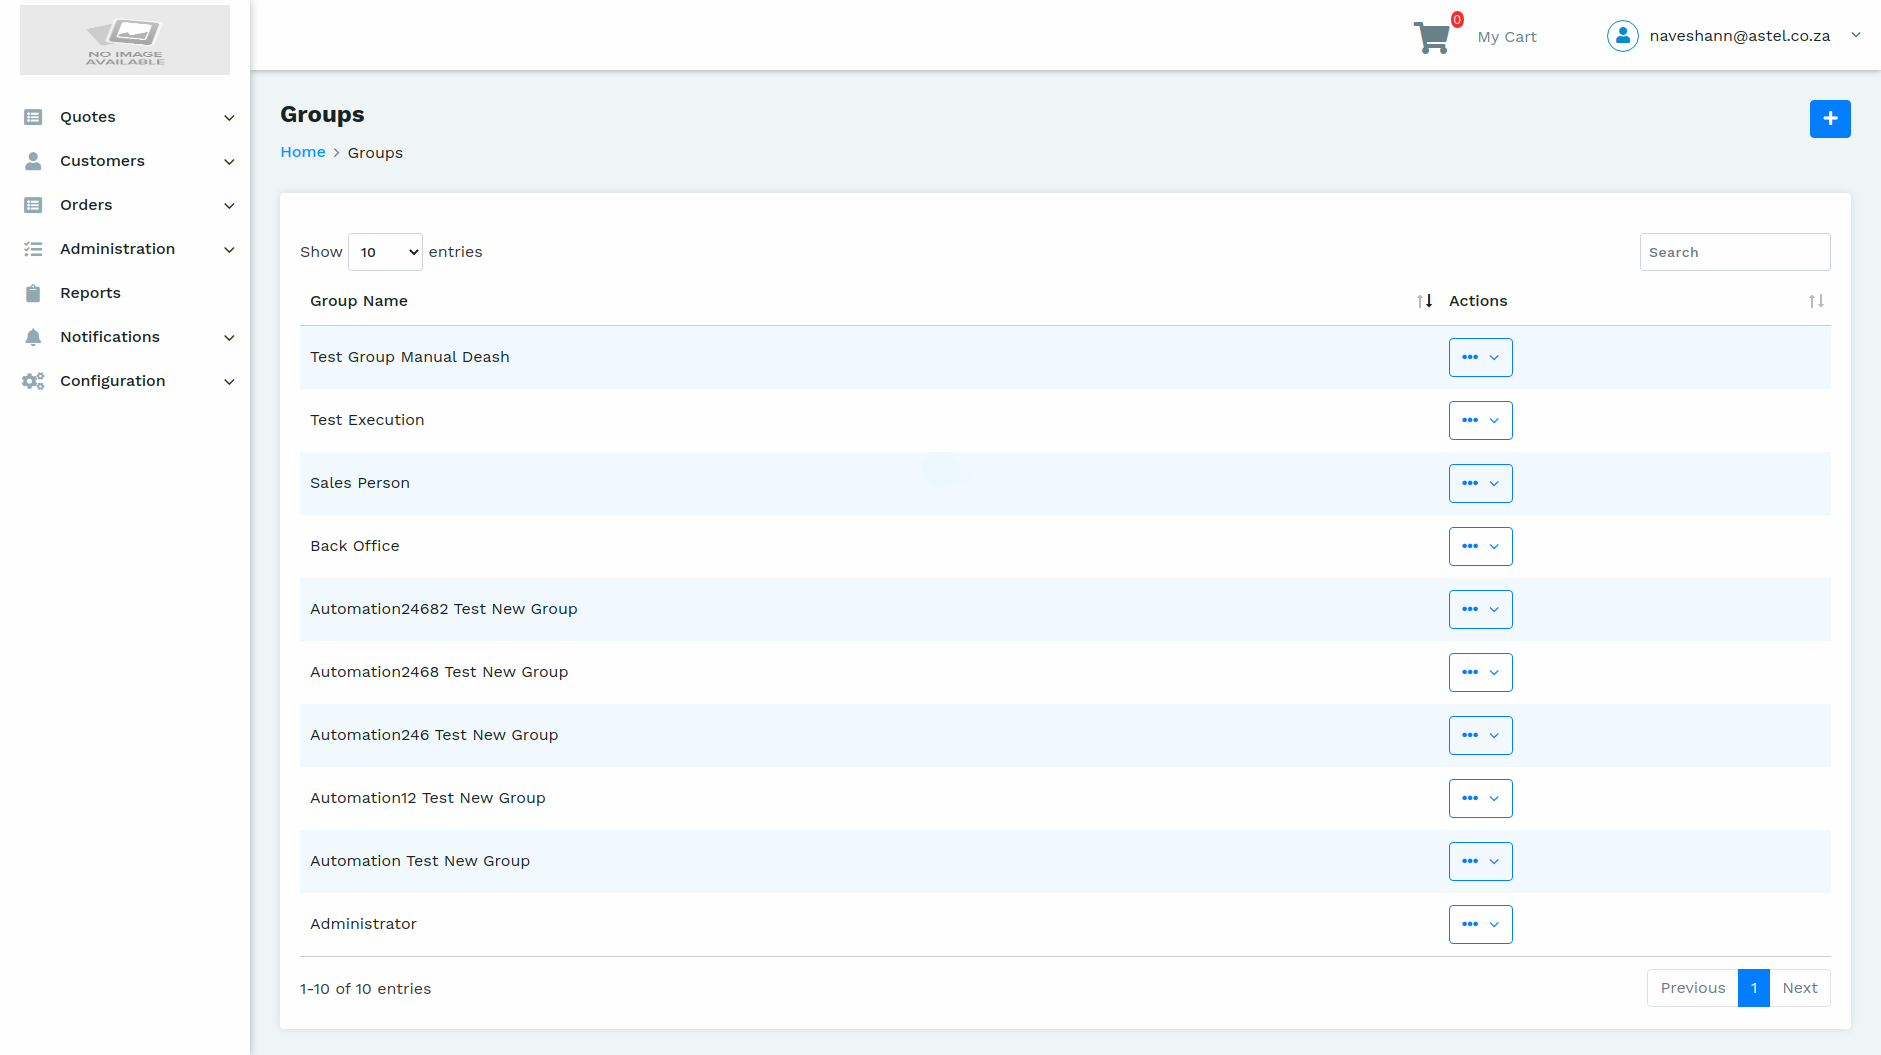 NO IMAGE
AVAILABLE
0
My Cart
naveshann@astel.co.za
Quotes
Customers
Orders
Administration
Reports
Notifications
Configuration
Groups
Home > Groups
Show 10 entries
Search
Group Name
Actions
Test Group Manual Deash
Test Execution
Sales Person
Back Office
Automation24682 Test New Group
Automation2468 Test New Group
Automation246 Test New Group
Automation12 Test New Group
Automation Test New Group
Administrator
1-10 of 10 entries
Previous 1 Next